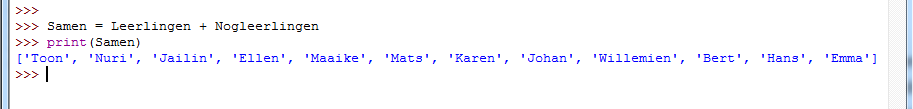 >>>
>>> Samen = Leerlingen + Nogleerlingen
>>> print(Samen)
['Toon', 'Nuri', 'Jailin', 'Ellen', 'Maaike', 'Mats', 'Karen', 'Johan', 'Willemien', 'Bert', 'Hans', 'Emma']
>>>